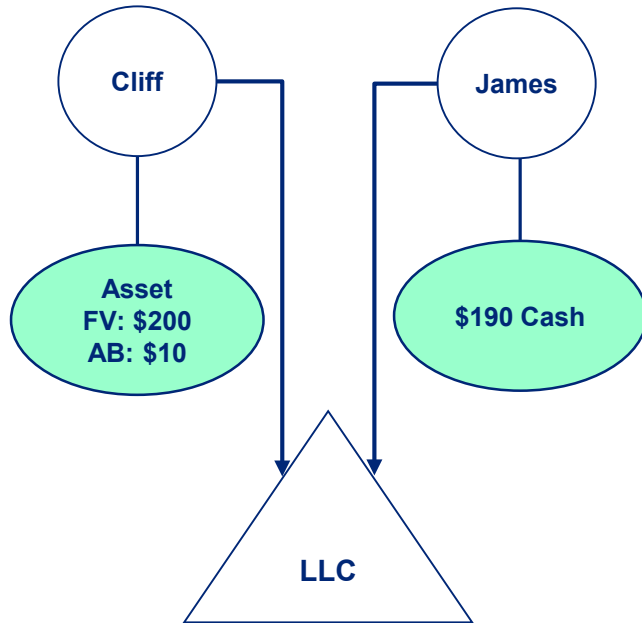 Cliff
James
Asset
FV: $200
AB: $10
$190 Cash
LLC